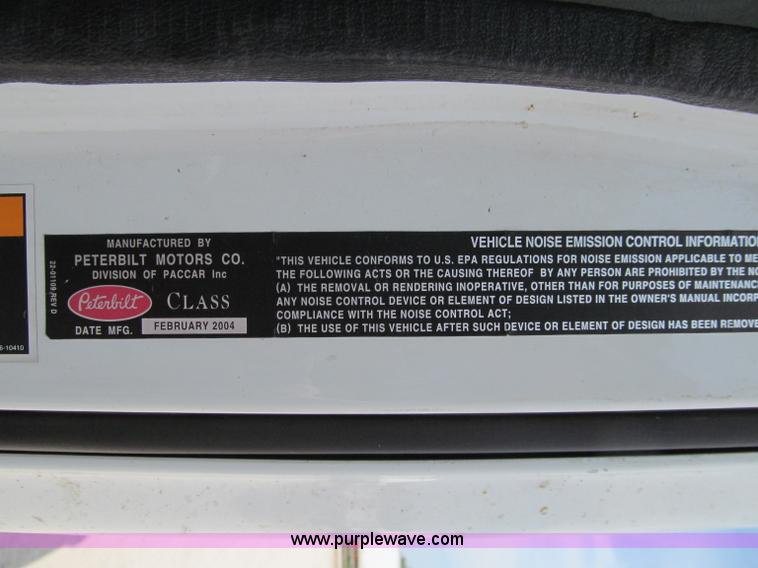 MANUFACTURED BY
PETERBILT MOTORS CO.
DIVISION OF PACCAR Inc
Peterbilt CLASS
DATE MFG. FEBRUARY 2004
22-01109 REV D
6-10410
VEHICLE NOISE EMISSION CONTROL INFORMATION
"THIS VEHICLE CONFORMS TO U.S. EPA REGULATIONS FOR NOISE EMISSION APPLICABLE TO ME
THE FOLLOWING ACTS OR THE CAUSING THEREOF BY ANY PERSON ARE PROHIBITED BY THE NO
(A) THE REMOVAL OR RENDERING INOPERATIVE, OTHER THAN FOR PURPOSES OF MAINTENANC
ANY NOISE CONTROL DEVICE OR ELEMENT OF DESIGN LISTED IN THE OWNER'S MANUAL INCORP
COMPLIANCE WITH THE NOISE CONTROL ACT;
(B) THE USE OF THIS VEHICLE AFTER SUCH DEVICE OR ELEMENT OF DESIGN HAS BEEN REMOVE
www.purplewave.com